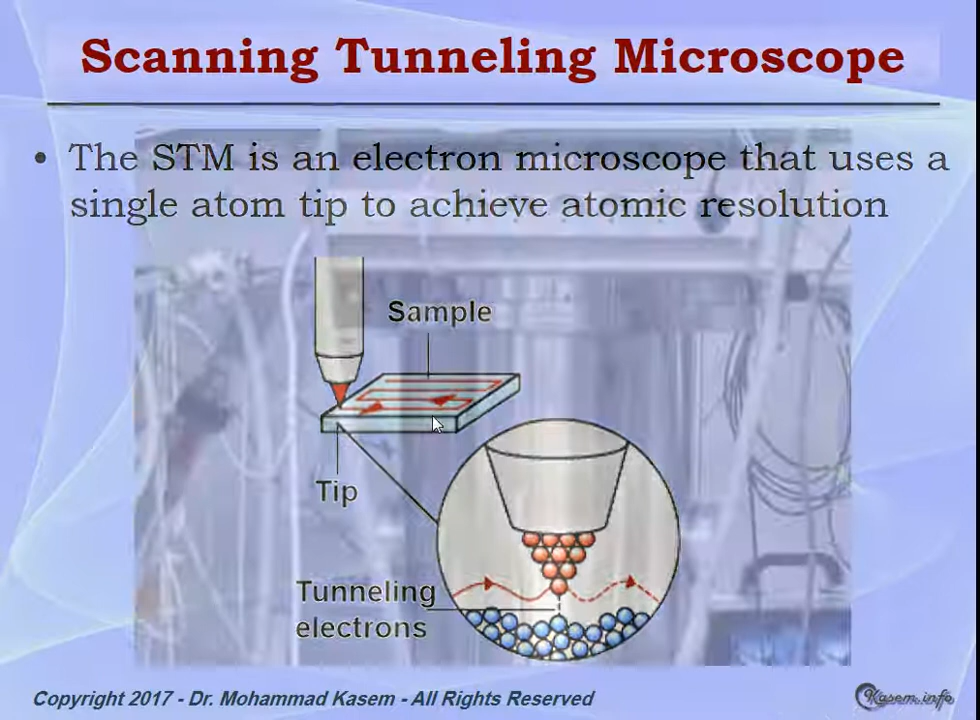 Scanning Tunneling Microscope
• The STM is an electron microscope that uses a
single atom tip to achieve atomic resolution
Sample
Tip
Tunneling
electrons
Copyright 2017 - Dr. Mohammad Kasem - All Rights Reserved
Kasem.info